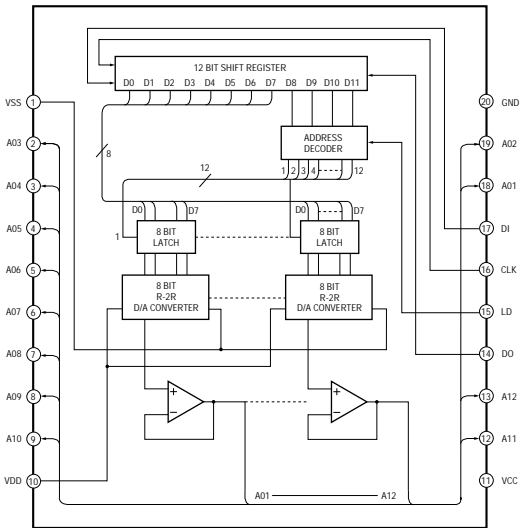 12 BIT SHIFT REGISTER
D0 D1 D2 D3 D4 D5 D6 D7 D8 D9 D10 D11
VSS 1
20 GND
A03 2
19 A02
ADDRESS
DECODER
8
12
1 2 3 4 12
A04 3
18 A01
D0 D7
D0 D7
A05 4
17 DI
1
8 BIT
LATCH
8 BIT
LATCH
A06 5
16 CLK
8 BIT
R-2R
D/A CONVERTER
8 BIT
R-2R
D/A CONVERTER
A07 6
15 LD
A08 7
14 DO
A09 8
13 A12
+
−
+
−
A10 9
12 A11
VDD 10
11 VCC
A01 A12